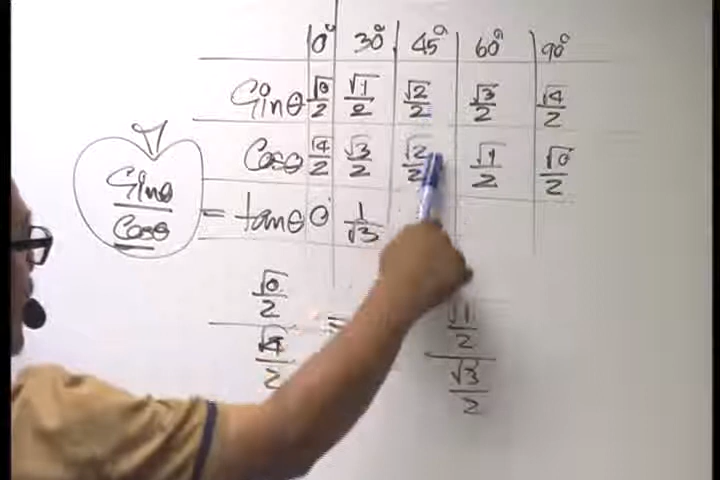 0° 30° 45° 60° 90°
Sinθ √0/2 √1/2 √2/2 √3/2 √4/2
Cosθ √4/2 √3/2 √2/2 √1/2 √0/2
Sinθ/Cosθ = tanθ 0 1/√3
√0/2 / √4/2 =
√1/2 / √3/2